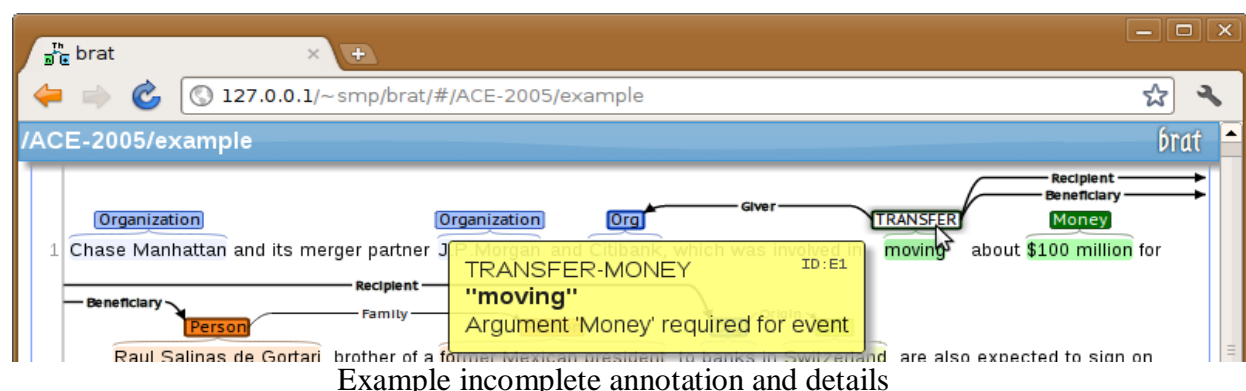 brat
127.0.0.1/~smp/brat/#/ACE-2005/example
/ACE-2005/example brat
Recipient
Beneficiary
Organization Organization Org Giver TRANSFER Money
1 Chase Manhattan and its merger partner J.P.Morgan and Citibank, which was involved in moving about $100 million for
TRANSFER-MONEY ID:E1
"moving"
Argument 'Money' required for event
Recipient
Beneficiary Family Origin
Person
Raul Salinas de Gortari, brother of a former Mexican president, to banks in Switzerland, are also expected to sign on
Example incomplete annotation and details